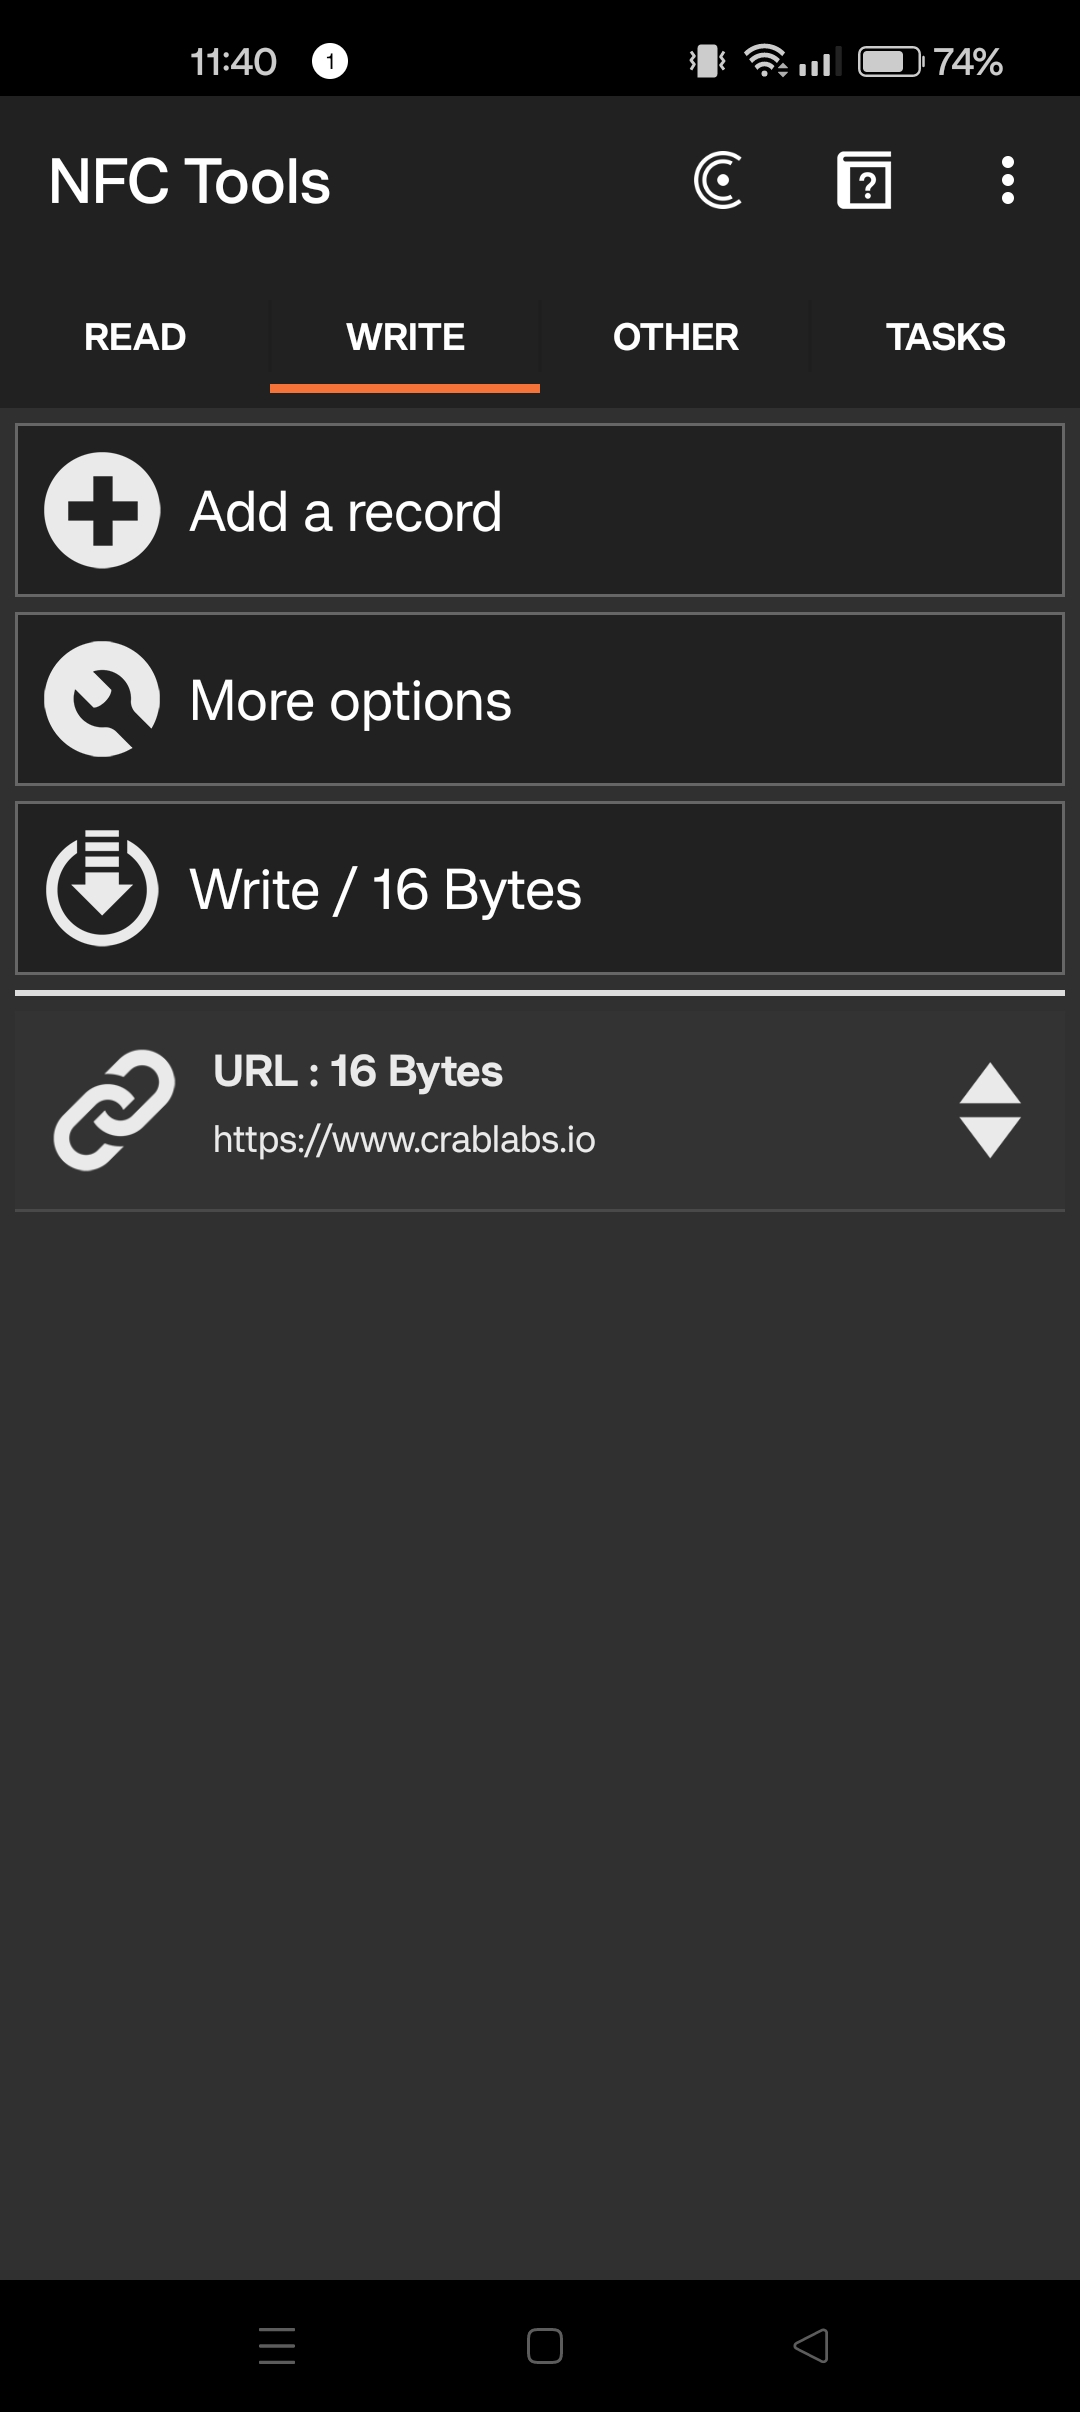 11:40 1 74%
NFC Tools ?
READ WRITE OTHER TASKS
Add a record
More options
Write / 16 Bytes
URL : 16 Bytes
https://www.crablabs.io